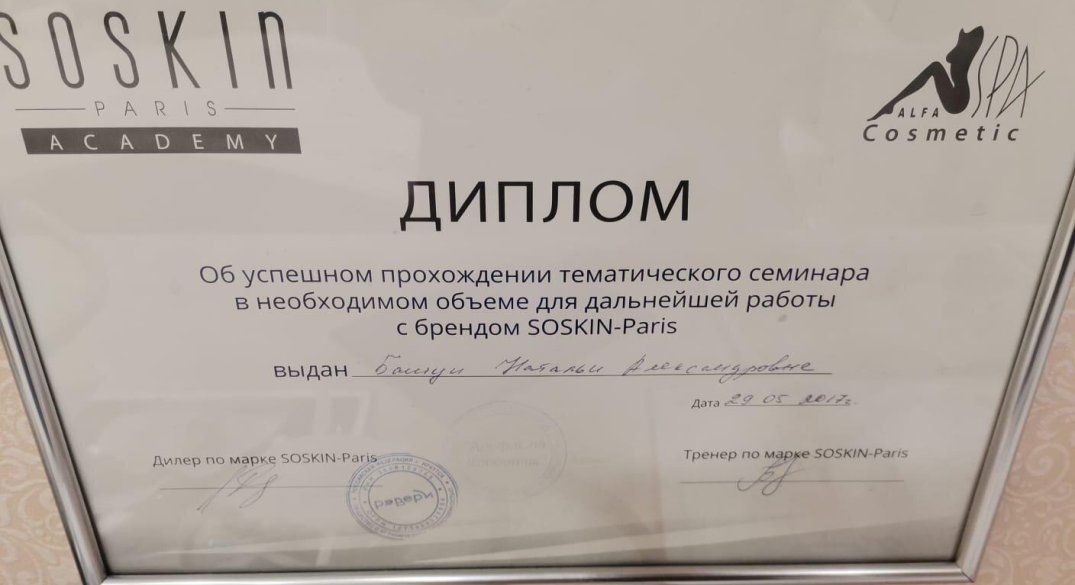 SOSKIN
PARIS
ACADEMY
ALFA SPA
Cosmetic
ДИПЛОМ
Об успешном прохождении тематического семинара
в необходимом объеме для дальнейшей работы
с брендом SOSKIN-Paris
выдан Наталье Александровне
Дата 29 05 2017г.
Дилер по марке SOSKIN-Paris
Тренер по марке SOSKIN-Paris